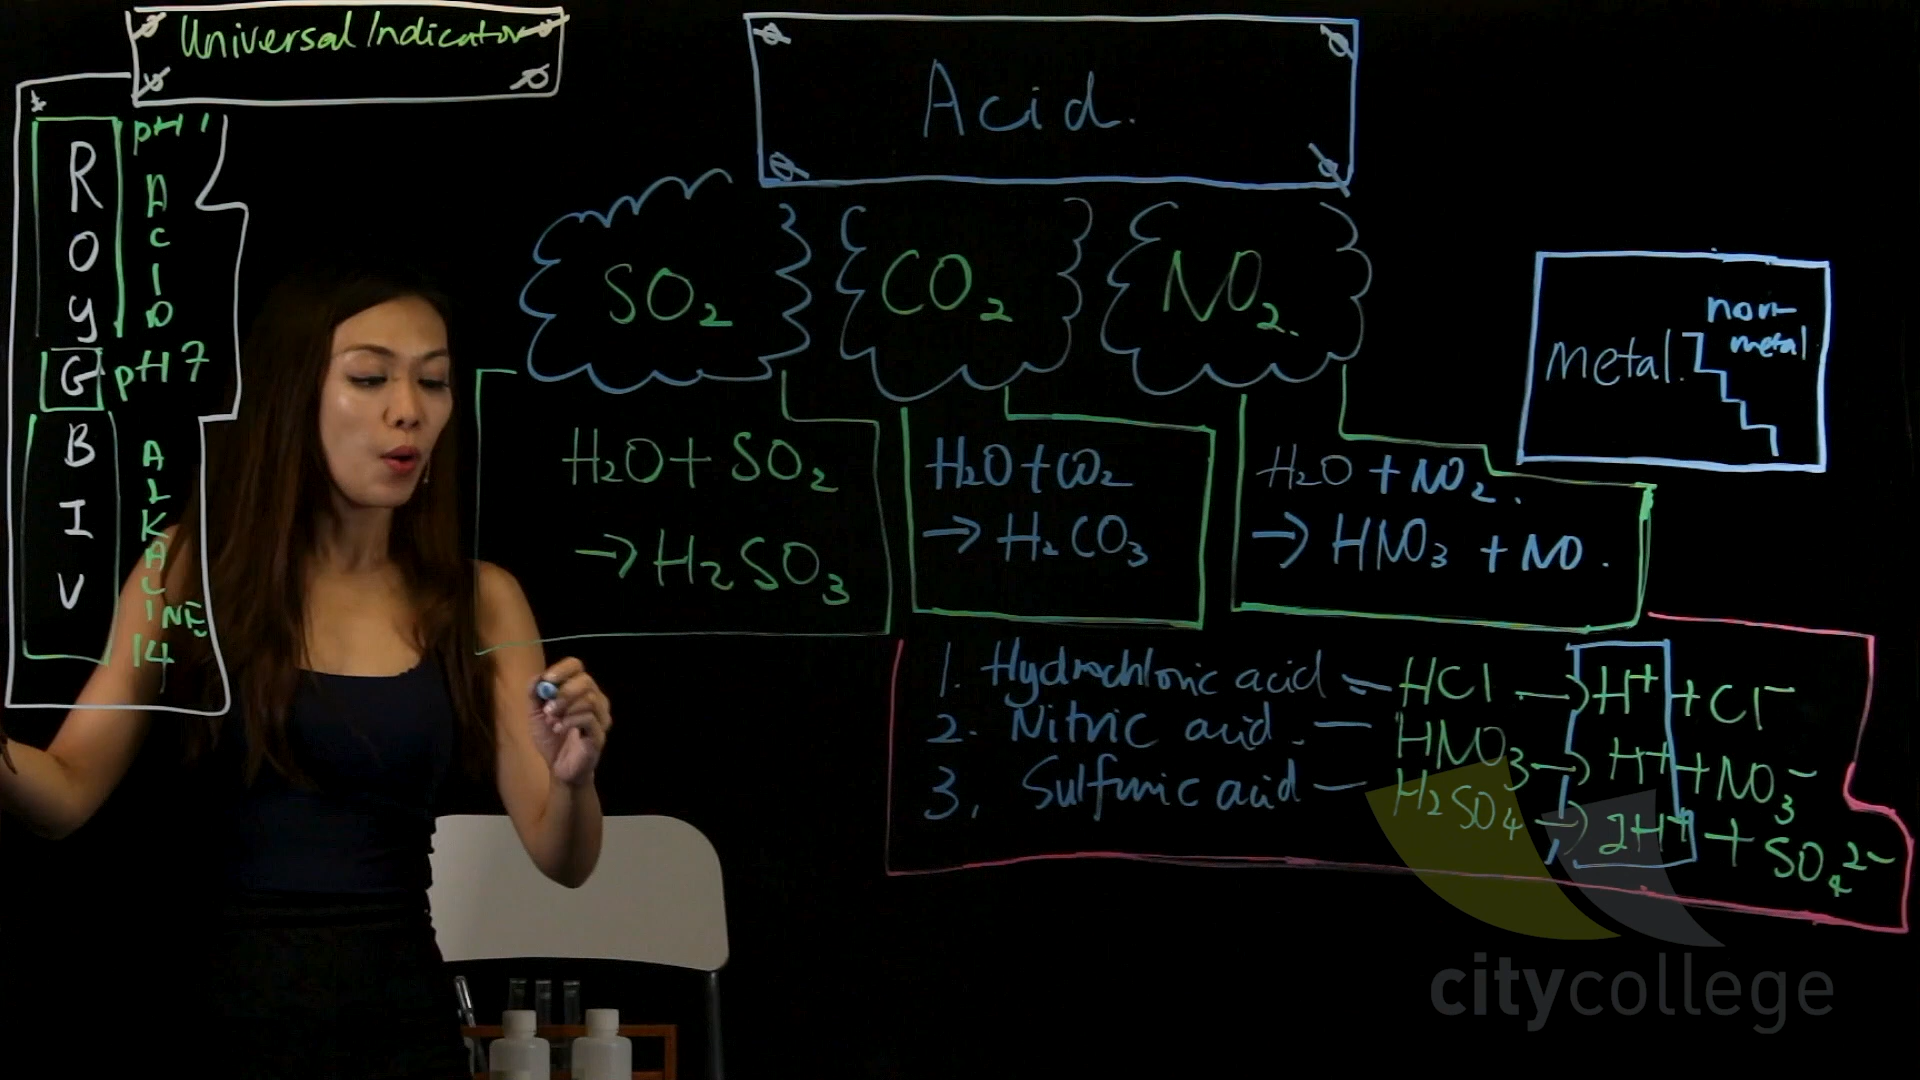 Universal Indicator
pH 1
R
O
Y
G
B
I
V
ACID
pH 7
ALKALINE
14
Acid.
SO₂
CO₂
NO₂.
H₂O + SO₂
→ H₂SO₃
H₂O + CO₂
→ H₂CO₃
H₂O + NO₂.
→ HNO₃ + NO.
metal.
non-
metal
1. Hydrochloric acid – HCl → H⁺ + Cl⁻
2. Nitric acid. – HNO₃ → H⁺ + NO₃⁻
3. Sulfuric acid – H₂SO₄ → 2H⁺ + SO₄²⁻
citycollege